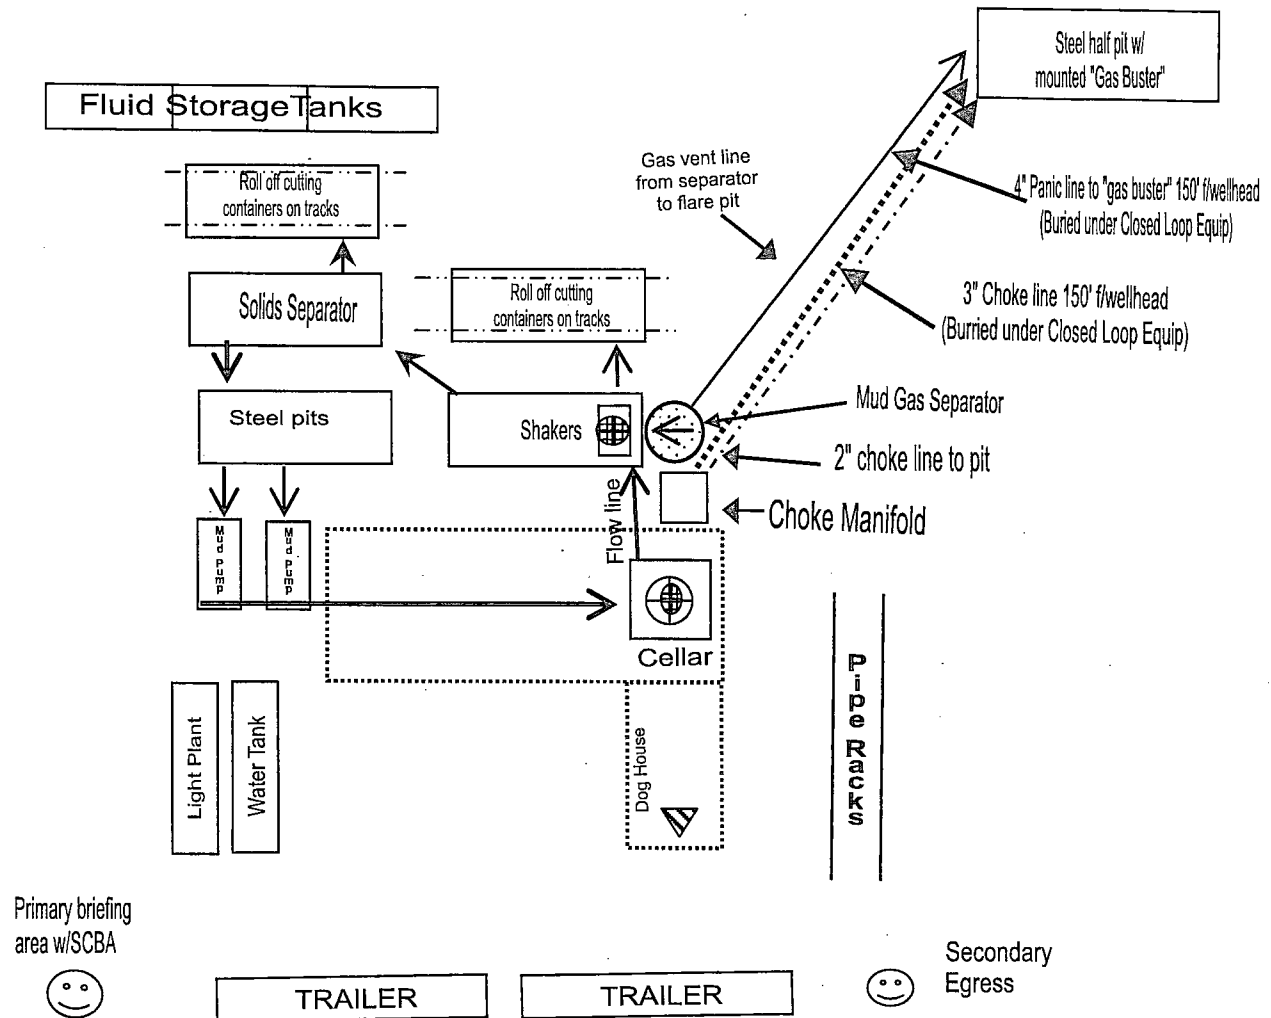 Steel half pit w/
mounted "Gas Buster"
Fluid StorageTanks
Gas vent line
from separator
to flare pit
Roll off cutting
containers on tracks
4" Panic line to "gas buster" 150' f/wellhead
(Buried under Closed Loop Equip)
Solids Separator
Roll off cutting
containers on tracks
3" Choke line 150' f/wellhead
(Burried under Closed Loop Equip)
Steel pits
Shakers
Mud Gas Separator
2" choke line to pit
Flow line
Choke Manifold
Mud Pump
Mud Pump
Cellar
Pipe Racks
Light Plant
Water Tank
Dog House
Primary briefing
area w/SCBA
Secondary
Egress
TRAILER
TRAILER